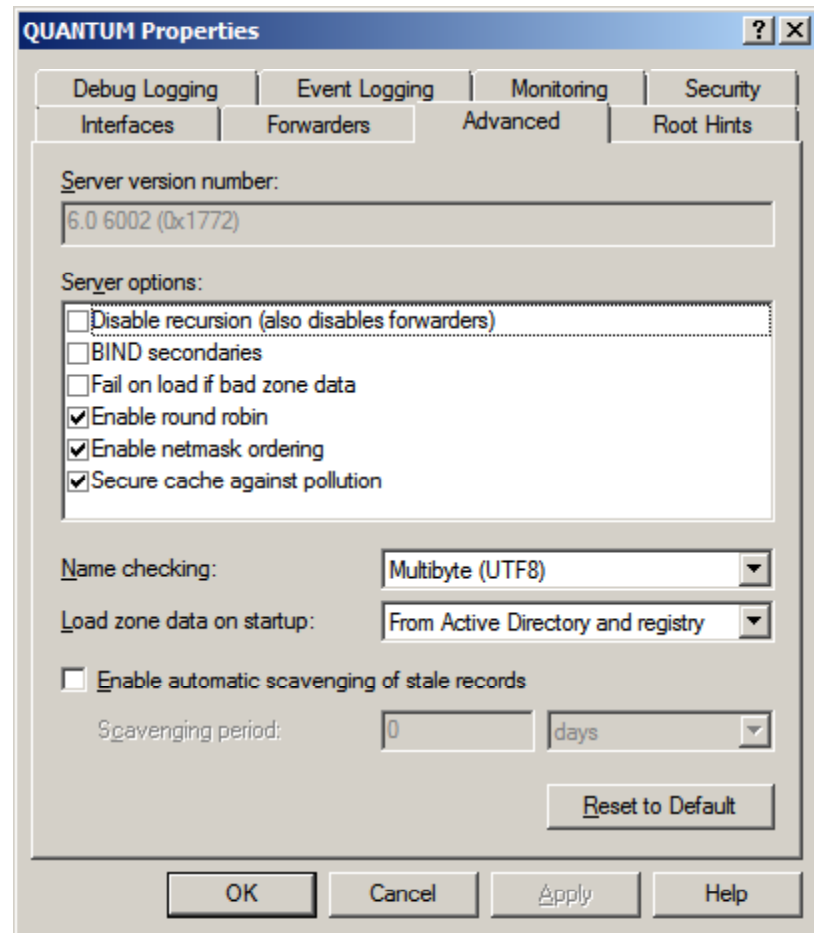 QUANTUM Properties
Debug Logging Event Logging Monitoring Security
Interfaces Forwarders Advanced Root Hints
Server version number:
6.0 6002 (0x1772)
Server options:
Disable recursion (also disables forwarders)
BIND secondaries
Fail on load if bad zone data
Enable round robin
Enable netmask ordering
Secure cache against pollution
Name checking: Multibyte (UTF8)
Load zone data on startup: From Active Directory and registry
Enable automatic scavenging of stale records
Scavenging period: 0 days
Reset to Default
OK Cancel Apply Help